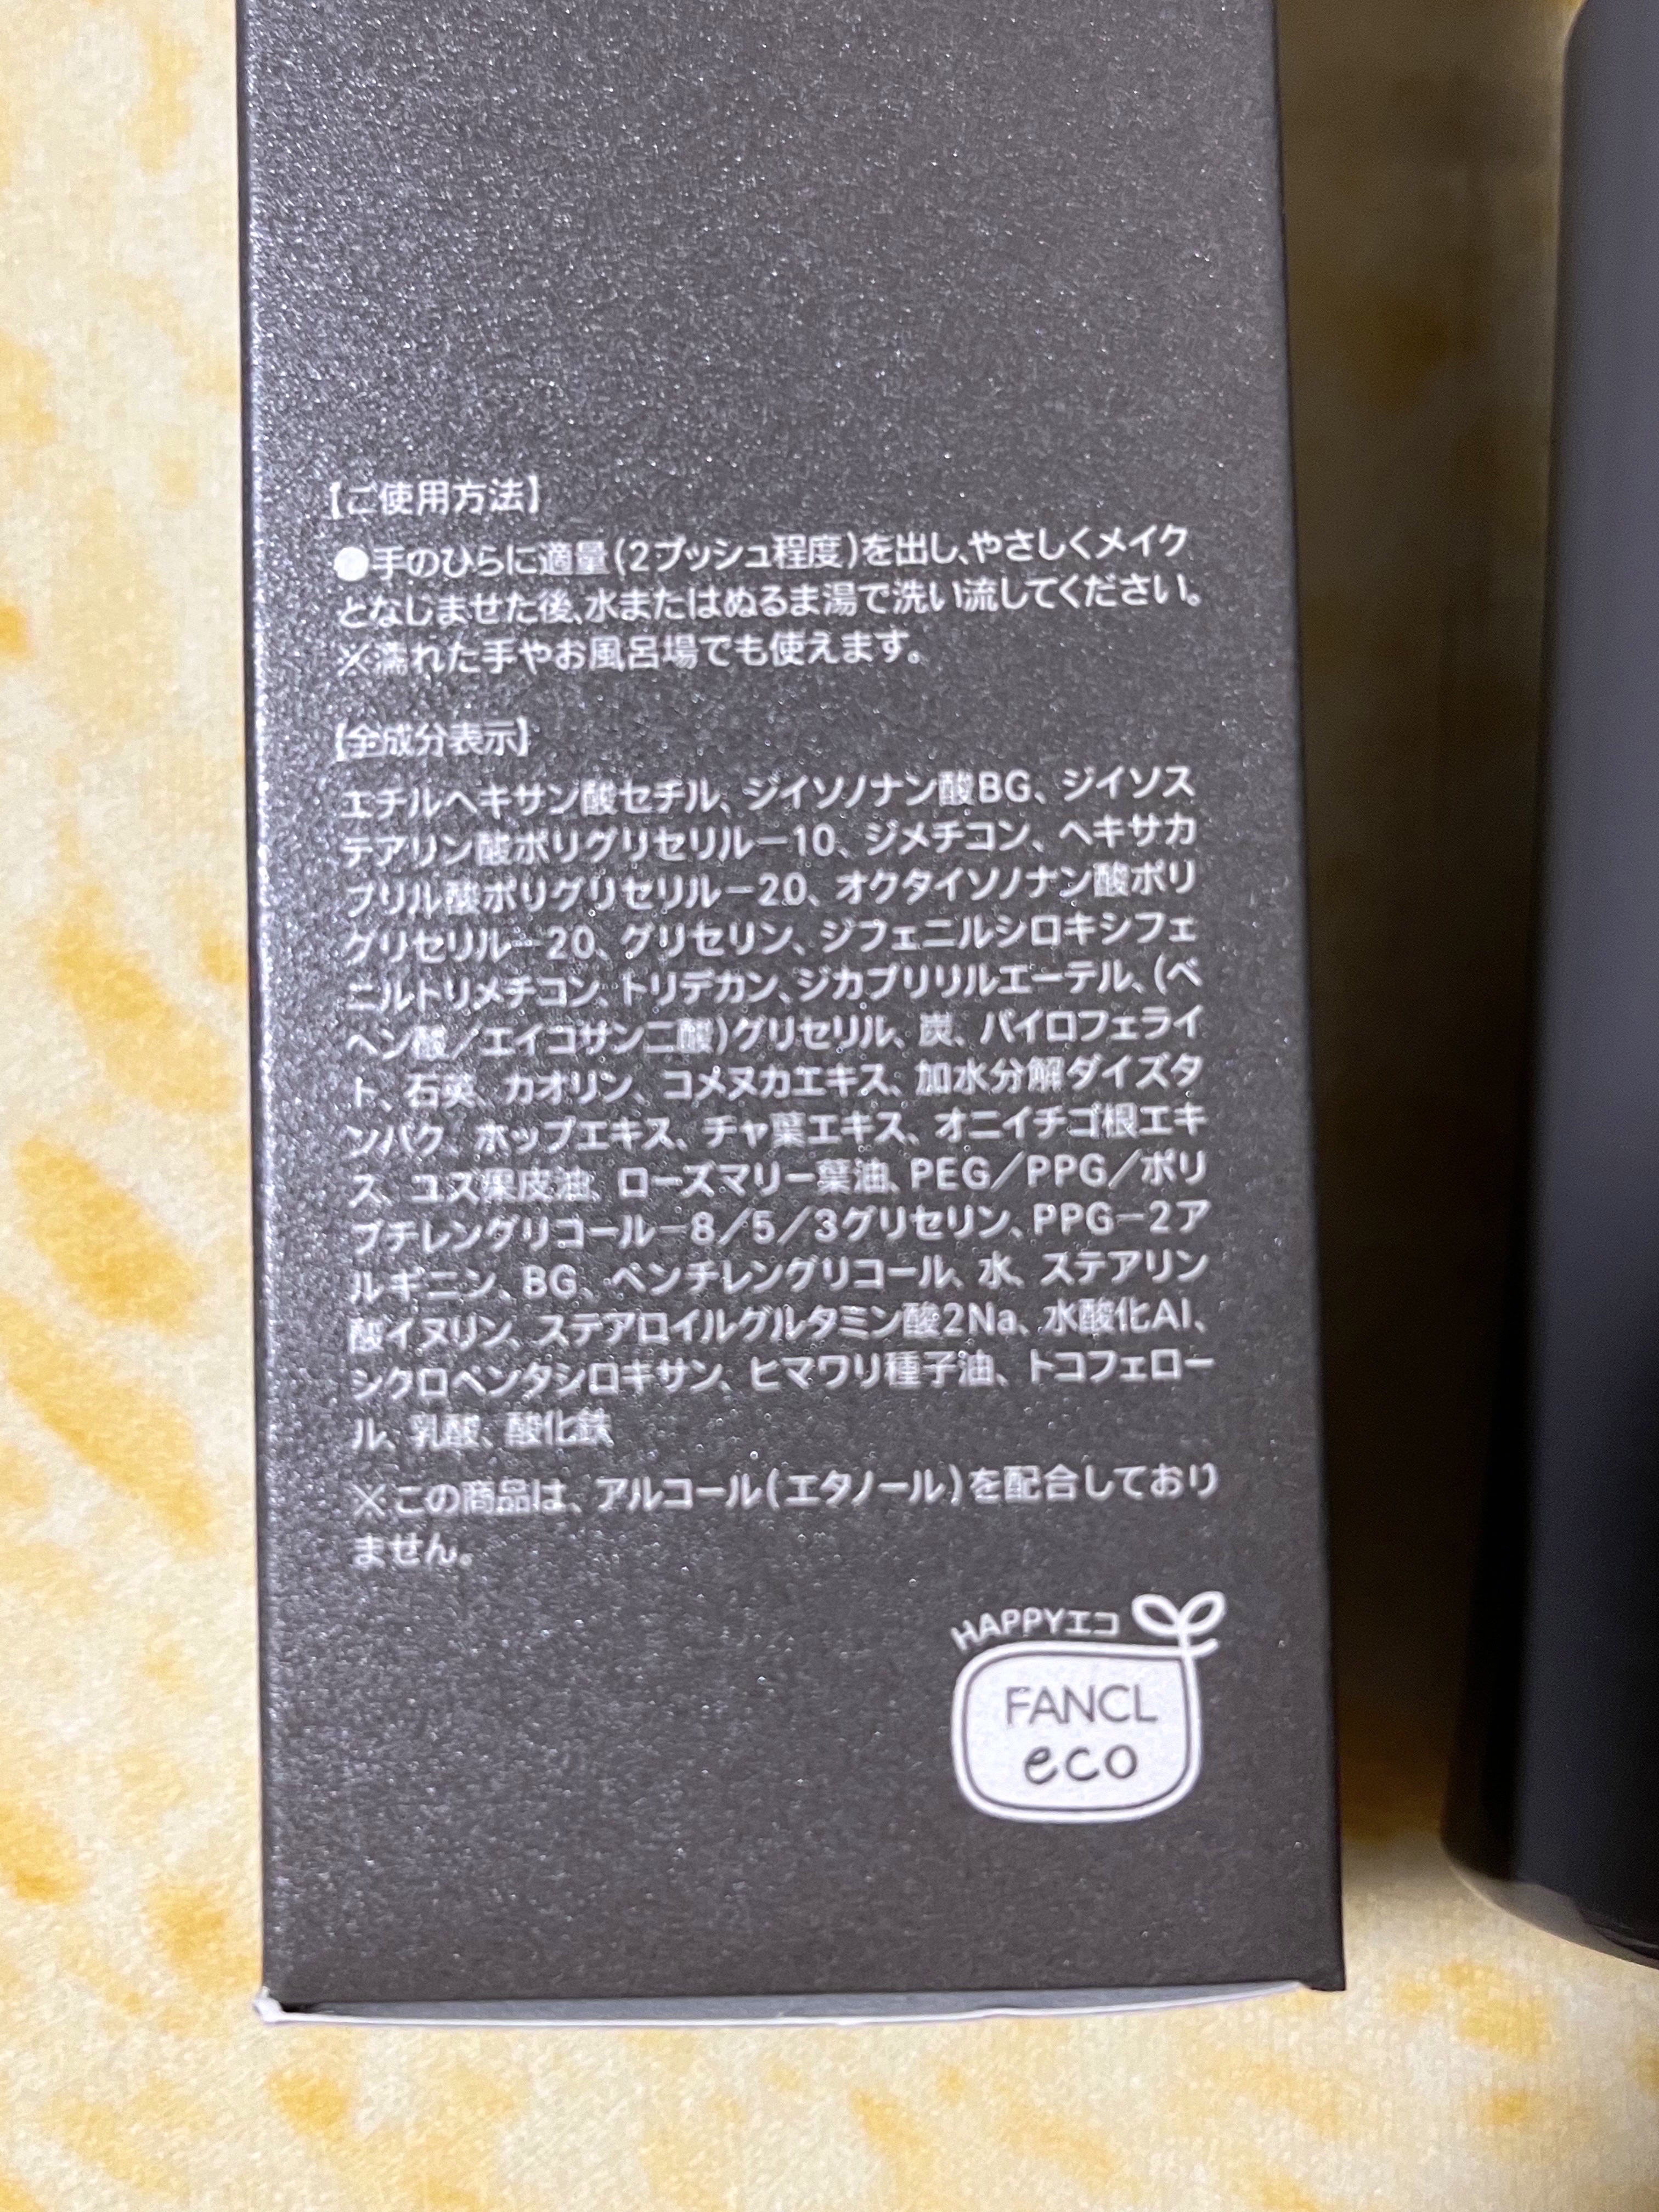 【ご使用方法】
●手のひらに適量(2プッシュ程度)を出し、やさしくメイク
となじませた後、水またはぬるま湯で洗い流してください。
※濡れた手やお風呂場でも使えます。
【全成分表示】
エチルヘキサン酸セチル、ジイソノナン酸BG、ジイソス
テアリン酸ポリグリセリル－10、ジメチコン、ヘキサカ
プリル酸ポリグリセリル－20、オクタイソノナン酸ポリ
グリセリル－20、グリセリン、ジフェニルシロキシフェ
ニルトリメチコン、トリデカン、ジカプリリルエーテル、(ベ
ヘン酸／エイコサン二酸)グリセリル、炭、パイロフェライ
ト、石英、カオリン、コメヌカエキス、加水分解ダイズタ
ンパク、ホップエキス、チャ葉エキス、オニイチゴ根エキ
ス、ユズ果皮油、ローズマリー葉油、PEG／PPG／ポリ
ブチレングリコール－8／5／3グリセリン、PPG－2ア
ルギニン、BG、ペンチレングリコール、水、ステアリン
酸イヌリン、ステアロイルグルタミン酸2Na、水酸化Al、
シクロペンタシロキサン、ヒマワリ種子油、トコフェロー
ル、乳酸、酸化鉄
※この商品は、アルコール(エタノール)を配合しており
ません。
HAPPYエコ
FANCL
eco